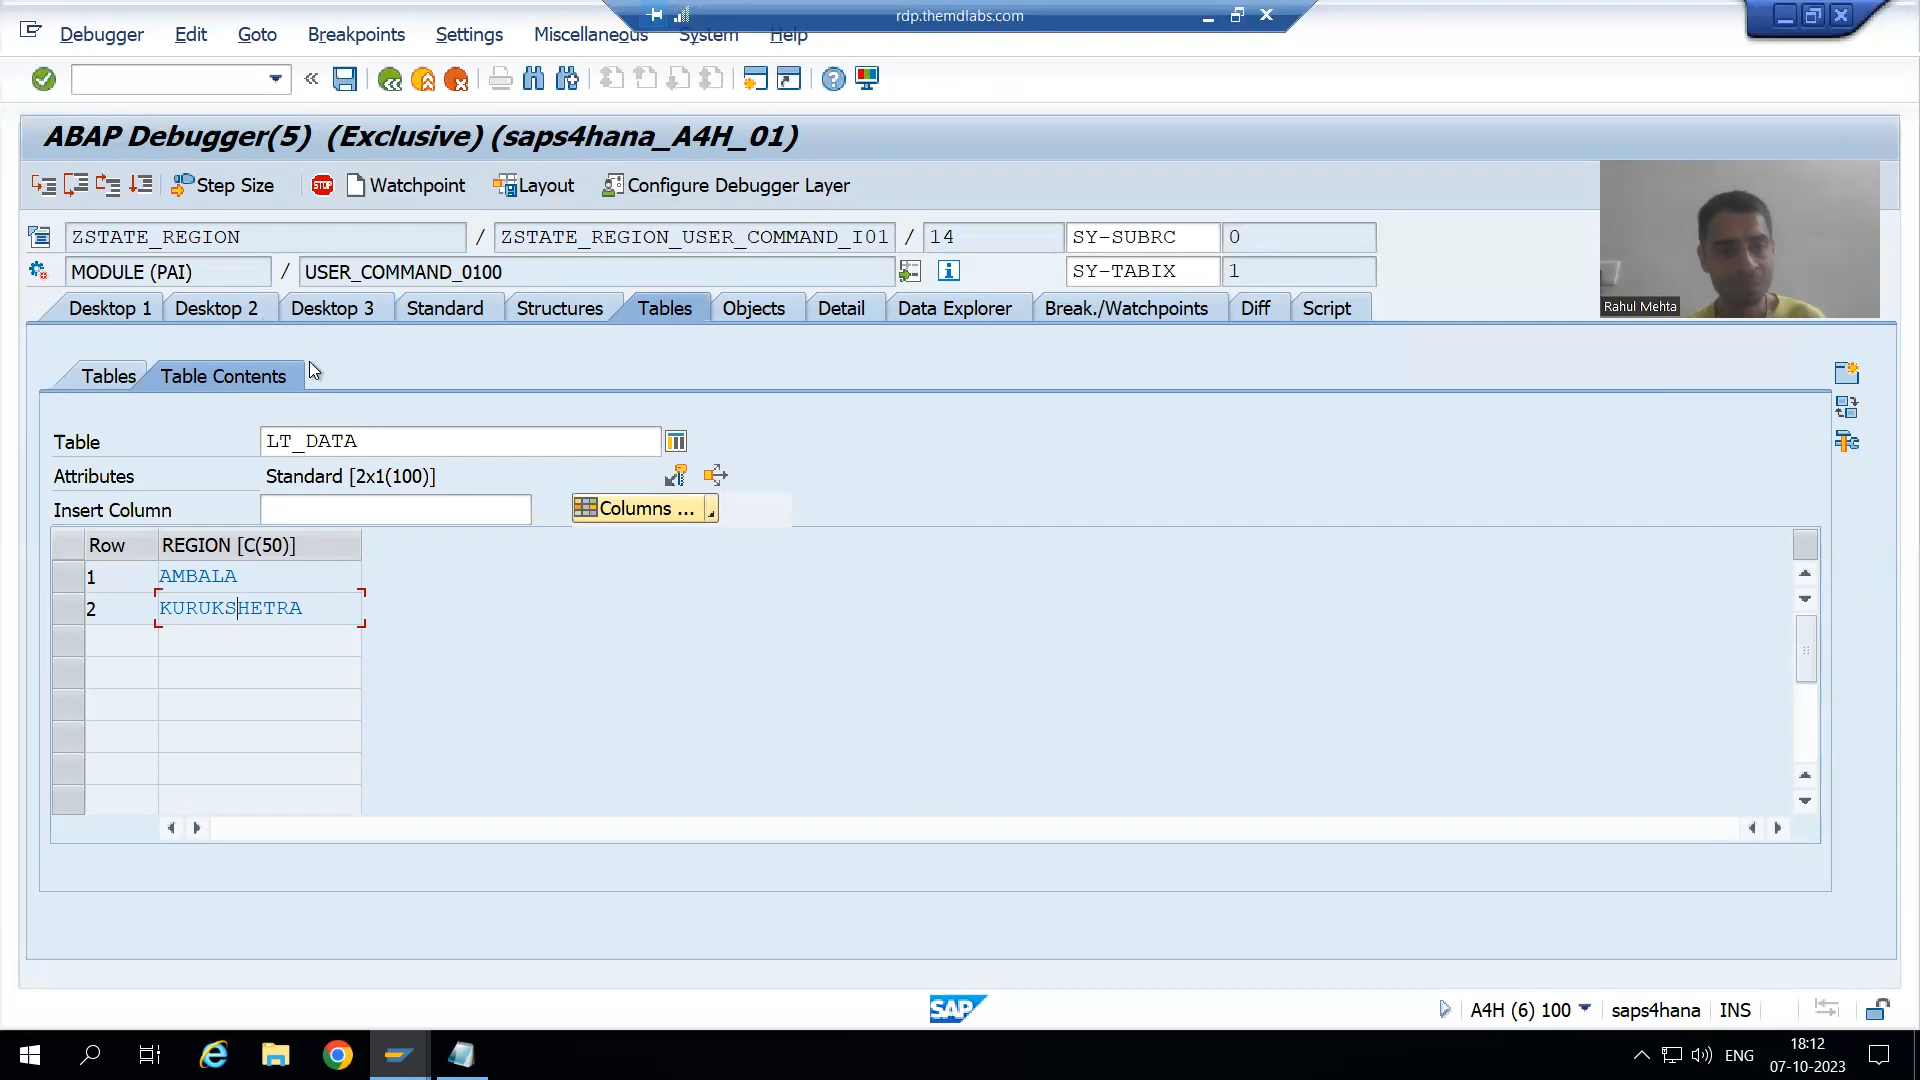 rdp.themdlabs.com
Debugger Edit Goto Breakpoints Settings Miscellaneous System Help
ABAP Debugger(5) (Exclusive) (saps4hana_A4H_01)
Step Size STOP Watchpoint Layout Configure Debugger Layer
ZSTATE_REGION / ZSTATE_REGION_USER_COMMAND_I01 / 14 SY-SUBRC 0
MODULE (PAI) / USER_COMMAND_0100 SY-TABIX 1
Desktop 1 Desktop 2 Desktop 3 Standard Structures Tables Objects Detail Data Explorer Break./Watchpoints Diff Script
Rahul Mehta
Tables Table Contents
Table LT_DATA
Attributes Standard [2x1(100)]
Insert Column Columns ...
Row REGION [C(50)]
1 AMBALA
2 KURUKSHETRA
SAP A4H (6) 100 saps4hana INS
ENG 18:12
07-10-2023